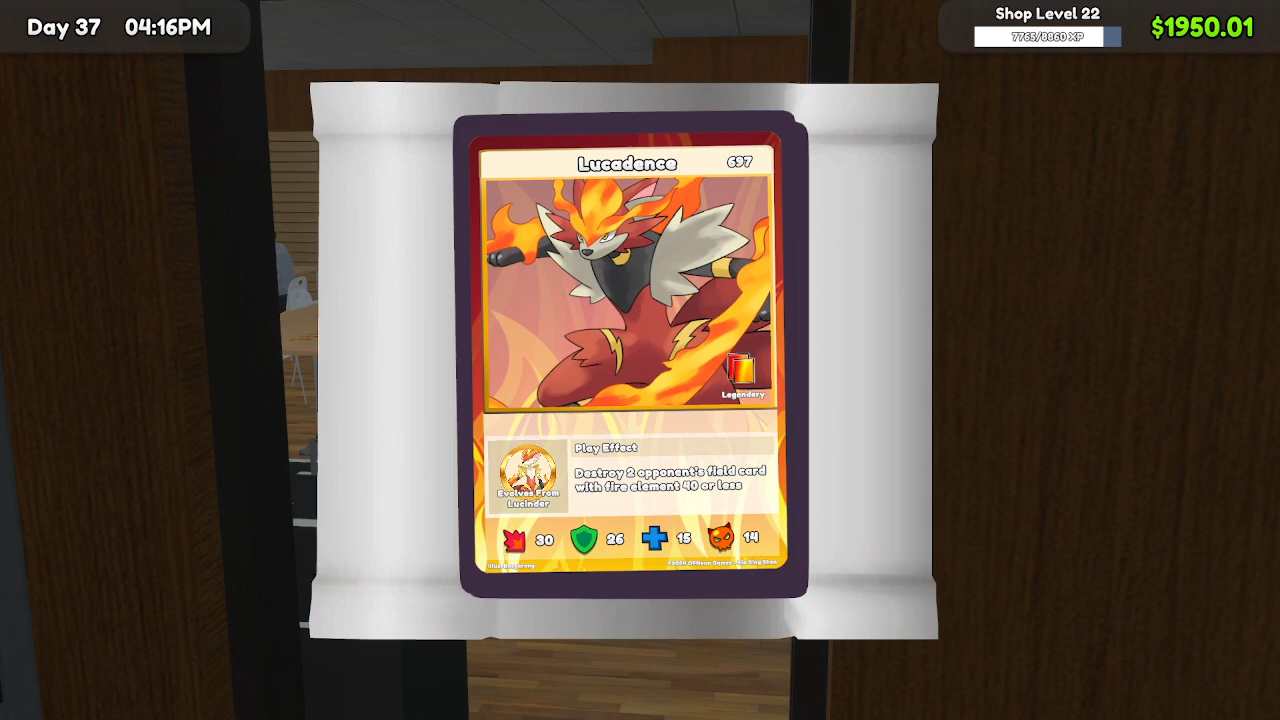 Day 37 04:16PM
Shop Level 22
7765/8860 XP
$1950.01
Lucadence 697
Legendary
Play Effect
Destroy 2 opponent's field card
with fire element 40 or less
Evolves From
Lucinder
30 26 15 14